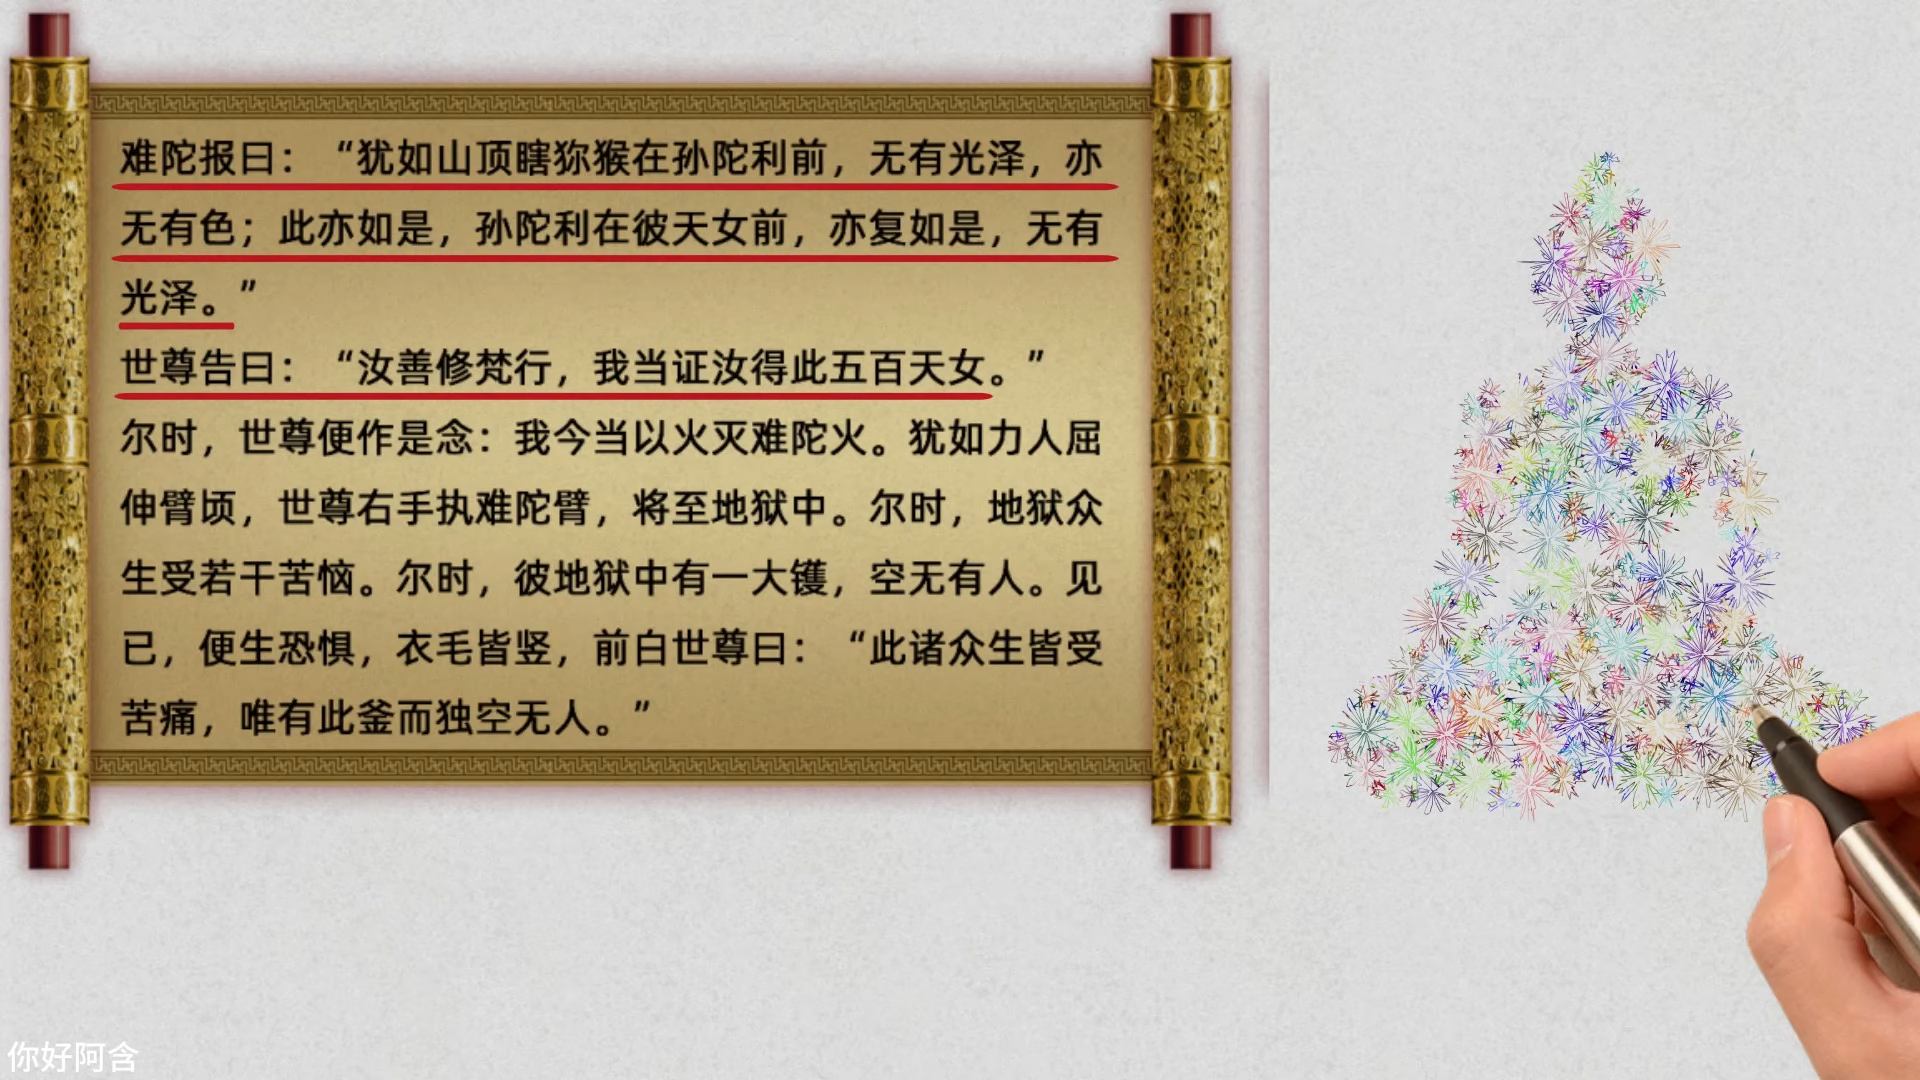 难陀报曰：“犹如山顶瞎猕猴在孙陀利前，无有光泽，亦
无有色；此亦如是，孙陀利在彼天女前，亦复如是，无有
光泽。”
世尊告曰：“汝善修梵行，我当证汝得此五百天女。”
尔时，世尊便作是念：我今当以火灭难陀火。犹如力人屈
伸臂顷，世尊右手执难陀臂，将至地狱中。尔时，地狱众
生受若干苦恼。尔时，彼地狱中有一大镬，空无有人。见
已，便生恐惧，衣毛皆竖，前白世尊曰：“此诸众生皆受
苦痛，唯有此釜而独空无人。”
你好阿含